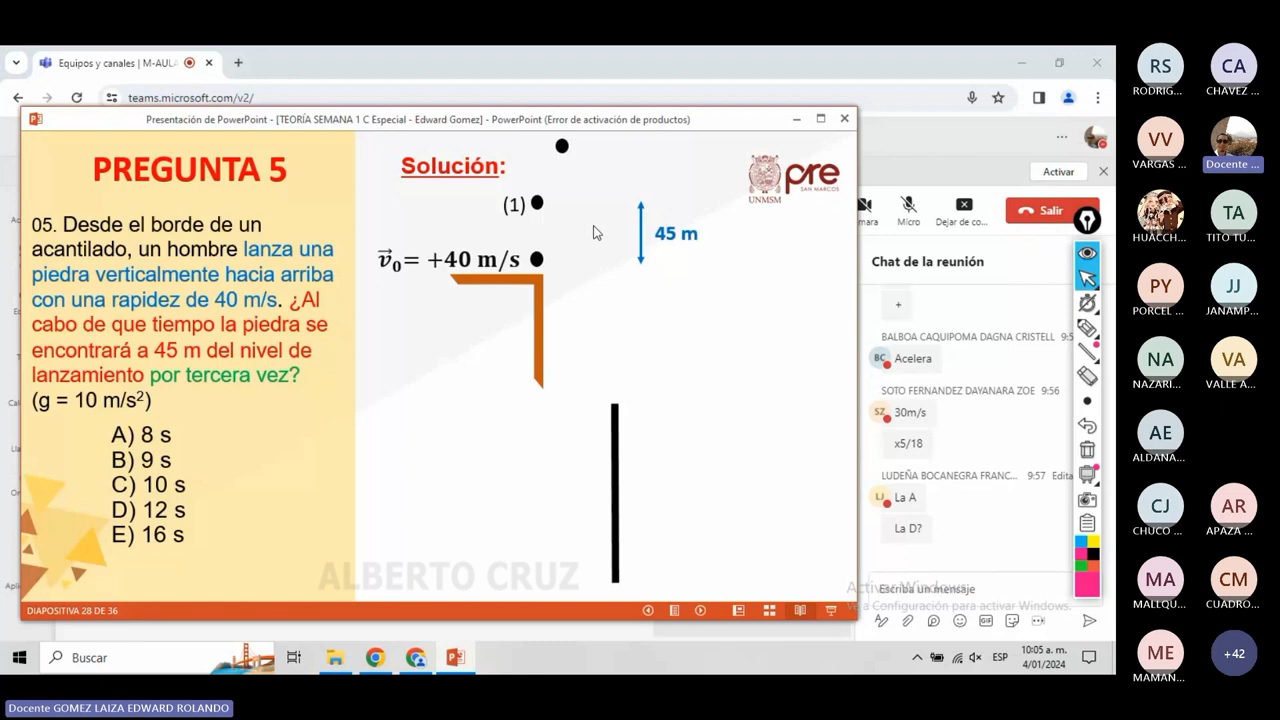 Equipos y canales | M-AULA
teams.microsoft.com/v2/
Presentación de PowerPoint - [TEORÍA SEMANA 1 C Especial - Edward Gomez] - PowerPoint (Error de activación de productos)
PREGUNTA 5
05. Desde el borde de un
acantilado, un hombre lanza una
piedra verticalmente hacia arriba
con una rapidez de 40 m/s. ¿Al
cabo de que tiempo la piedra se
encontrará a 45 m del nivel de
lanzamiento por tercera vez?
(g = 10 m/s²)
A) 8 s
B) 9 s
C) 10 s
D) 12 s
E) 16 s
Solución:
(1)
v⃗₀= +40 m/s
45 m
UNMSM
pre
SAN MARCOS
ALBERTO CRUZ
DIAPOSITIVA 28 DE 36
Activar
Micro
Dejar de co...
Salir
Chat de la reunión
+
BALBOA CAQUIPOMA DAGNA CRISTELL
BC
Acelera
SOTO FERNANDEZ DAYANARA ZOE 9:56
SZ
30m/s
x5/18
LUDEÑA BOCANEGRA FRANC... 9:57 Edita
LJ
La A
La D?
Escriba un mensaje
Activar Windows
Ve a Configuración para activar Windows.
Buscar
ESP
10:05 a. m.
4/01/2024
RS
RODRIG...
CA
CHAVEZ ...
VV
VARGAS ...
Docente ...
HUACCH...
TA
TITO TU...
PY
PORCEL ...
JJ
JANAMP...
NA
NAZARI...
VA
VALLE A...
AE
ALDANA...
CJ
CHUCO ...
AR
APAZA ...
MA
MALLQU...
CM
CUADRO...
ME
MAMAN...
+42
Docente GOMEZ LAIZA EDWARD ROLANDO